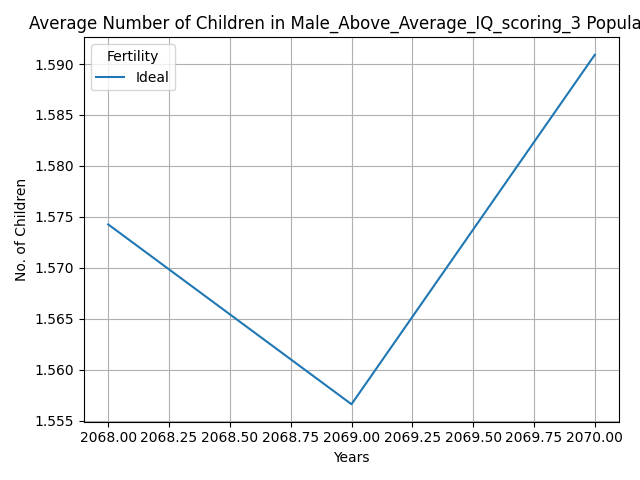 Average Number of Children in Male_Above_Average_IQ_scoring_3 Popula
Fertility
Ideal
1.590
1.585
1.580
1.575
1.570
1.565
1.560
1.555
No. of Children
2068.00 2068.25 2068.50 2068.75 2069.00 2069.25 2069.50 2069.75 2070.00
Years